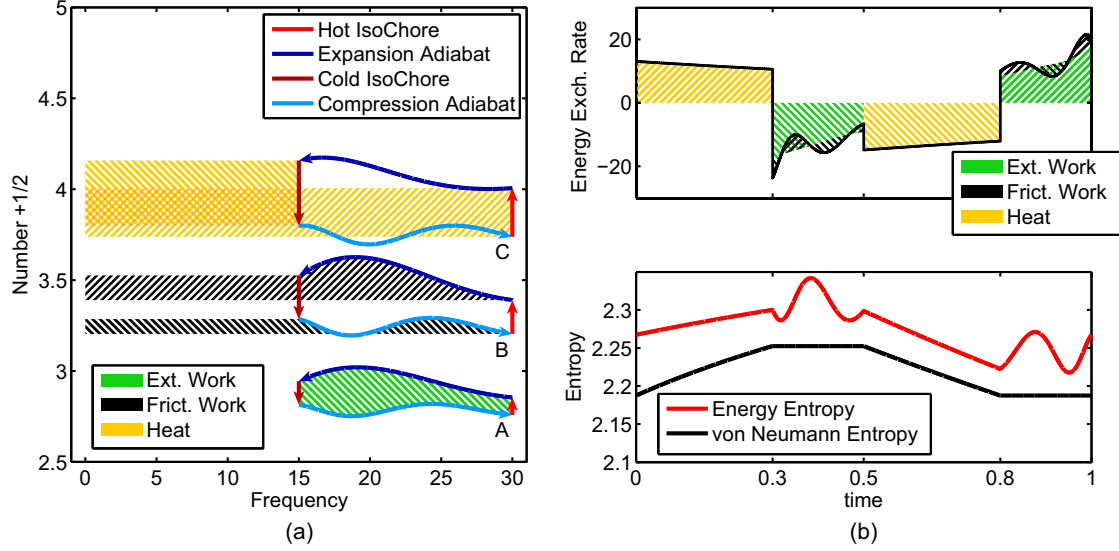 5
4.5
4
3.5
3
2.5
Number +1/2
Hot IsoChore
Expansion Adiabat
Cold IsoChore
Compression Adiabat
C
B
A
Ext. Work
Frict. Work
Heat
0
5
10
15
20
25
30
Frequency
(a)
Energy Exch. Rate
20
0
−20
Ext. Work
Frict. Work
Heat
Entropy
2.3
2.25
2.2
2.15
2.1
Energy Entropy
von Neumann Entropy
0
0.3
0.5
0.8
1
time
(b)